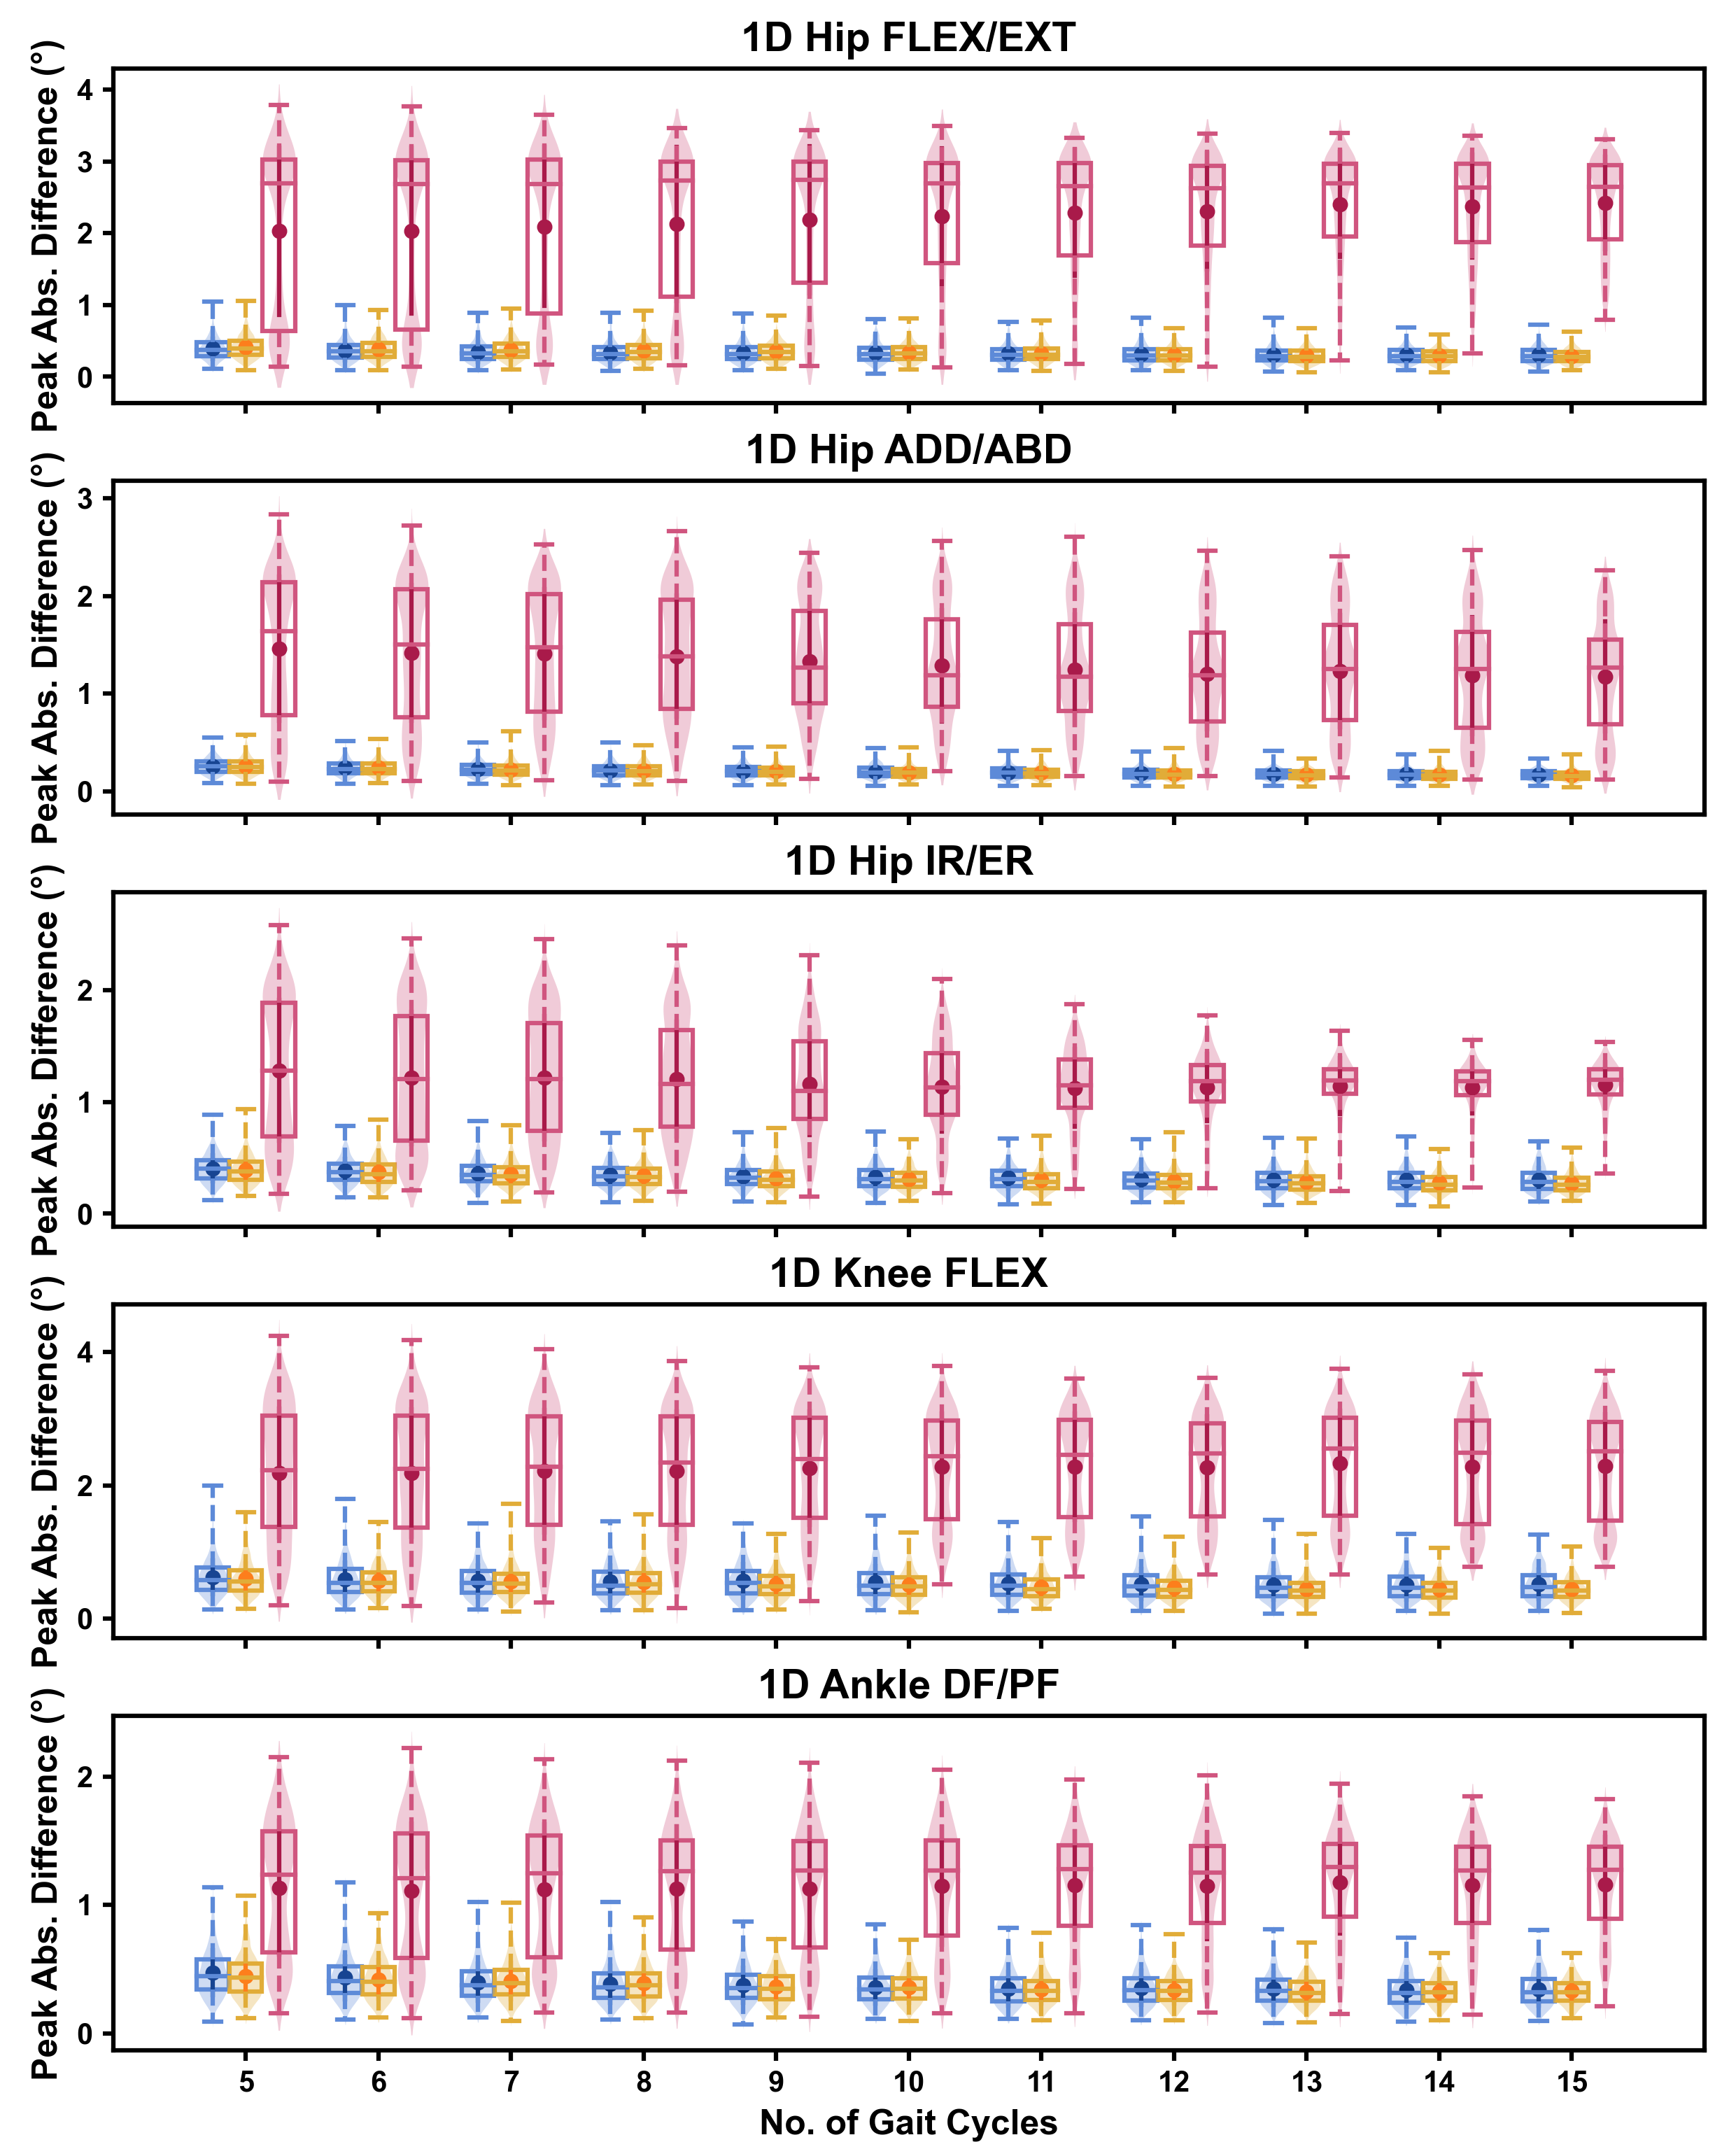 1D Hip FLEX/EXT
Peak Abs. Difference (°)
4
3
2
1
0
1D Hip ADD/ABD
Peak Abs. Difference (°)
3
2
1
0
1D Hip IR/ER
Peak Abs. Difference (°)
2
1
0
1D Knee FLEX
Peak Abs. Difference (°)
4
2
0
1D Ankle DF/PF
Peak Abs. Difference (°)
2
1
0
5 6 7 8 9 10 11 12 13 14 15
No. of Gait Cycles